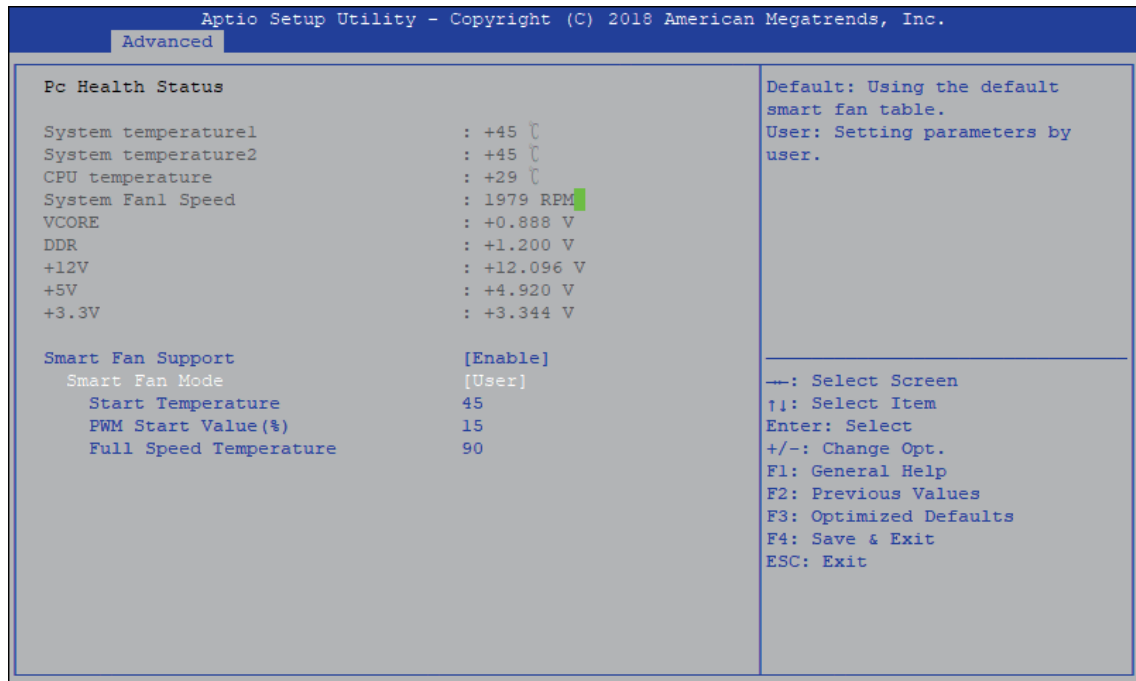 Aptio Setup Utility - Copyright (C) 2018 American Megatrends, Inc.
Advanced
Pc Health Status
System temperature1 : +45 ℃
System temperature2 : +45 ℃
CPU temperature : +29 ℃
System Fan1 Speed : 1979 RPM
VCORE : +0.888 V
DDR : +1.200 V
+12V : +12.096 V
+5V : +4.920 V
+3.3V : +3.344 V
Smart Fan Support [Enable]
Smart Fan Mode [User]
Start Temperature 45
PWM Start Value(%) 15
Full Speed Temperature 90
Default: Using the default
smart fan table.
User: Setting parameters by
user.
→←: Select Screen
↑↓: Select Item
Enter: Select
+/-: Change Opt.
F1: General Help
F2: Previous Values
F3: Optimized Defaults
F4: Save & Exit
ESC: Exit